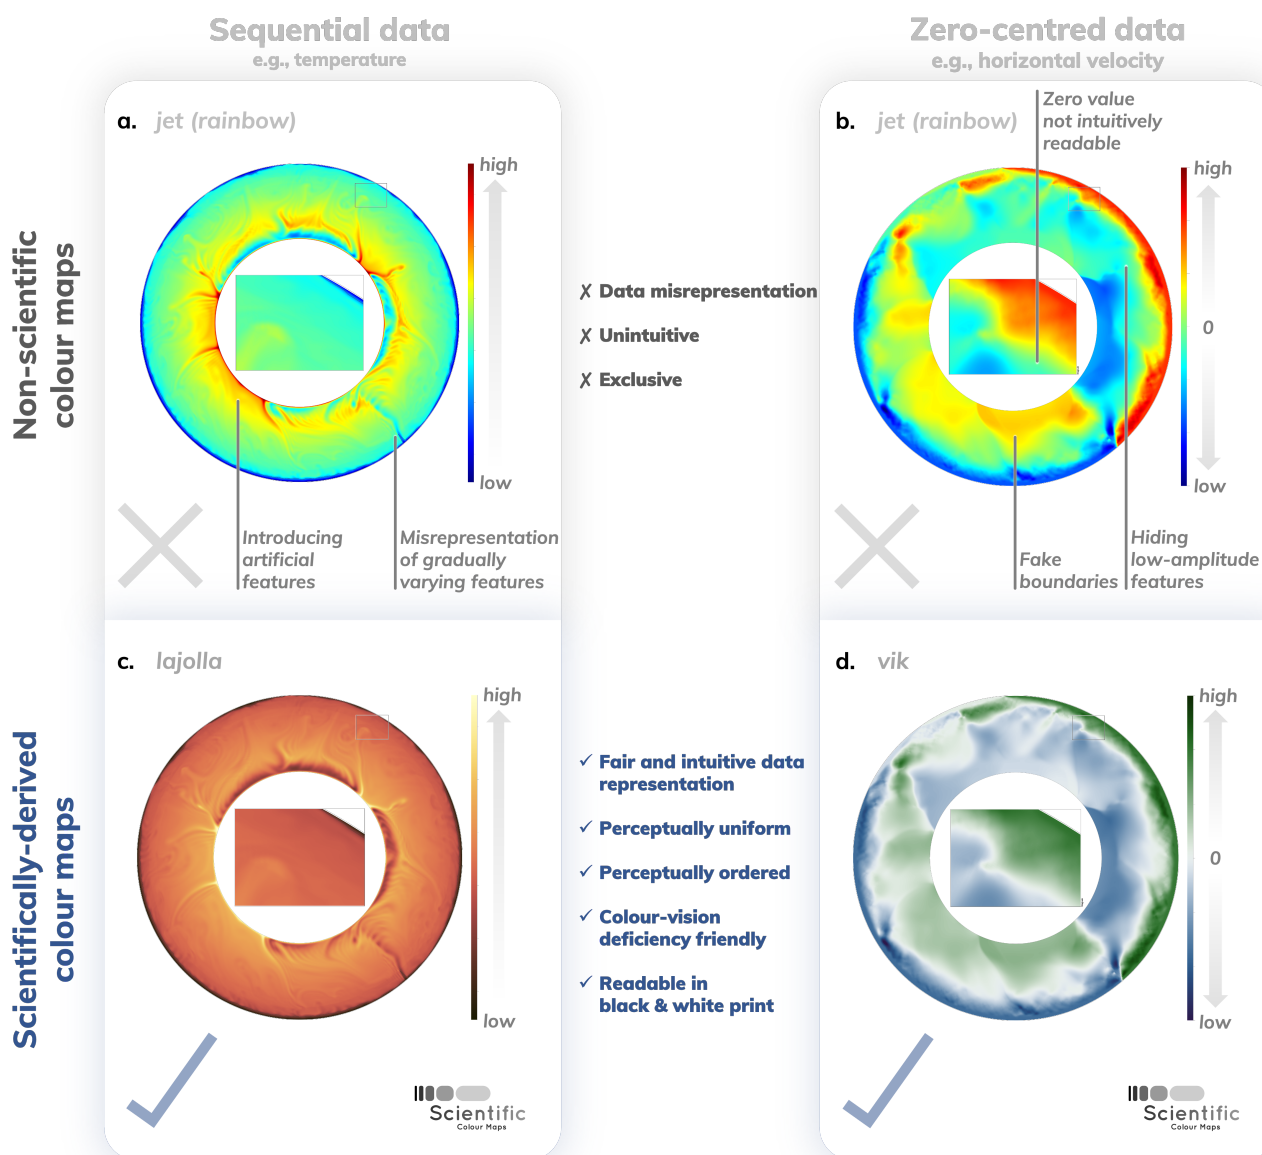 Sequential data
e.g., temperature
Zero-centred data
e.g., horizontal velocity
Non-scientific
colour maps
a. jet (rainbow)
high
low
Introducing
artificial
features
Misrepresentation
of gradually
varying features
✗ Data misrepresentation
✗ Unintuitive
✗ Exclusive
b. jet (rainbow)
Zero value
not intuitively
readable
high
0
low
Fake
boundaries
Hiding
low-amplitude
features
Scientifically-derived
colour maps
c. lajolla
high
low
Scientific
Colour Maps
✓ Fair and intuitive data
representation
✓ Perceptually uniform
✓ Perceptually ordered
✓ Colour-vision
deficiency friendly
✓ Readable in
black & white print
d. vik
high
0
low
Scientific
Colour Maps